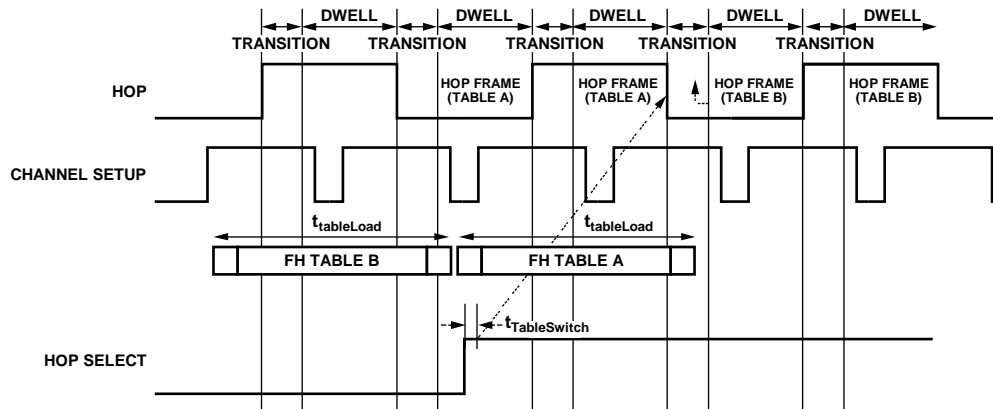 DWELL DWELL DWELL DWELL DWELL
TRANSITION TRANSITION TRANSITION TRANSITION TRANSITION
HOP
HOP FRAME
(TABLE A)
HOP FRAME
(TABLE A)
HOP FRAME
(TABLE B)
HOP FRAME
(TABLE B)
CHANNEL SETUP
ttableLoad ttableLoad
FH TABLE B FH TABLE A
tTableSwitch
HOP SELECT